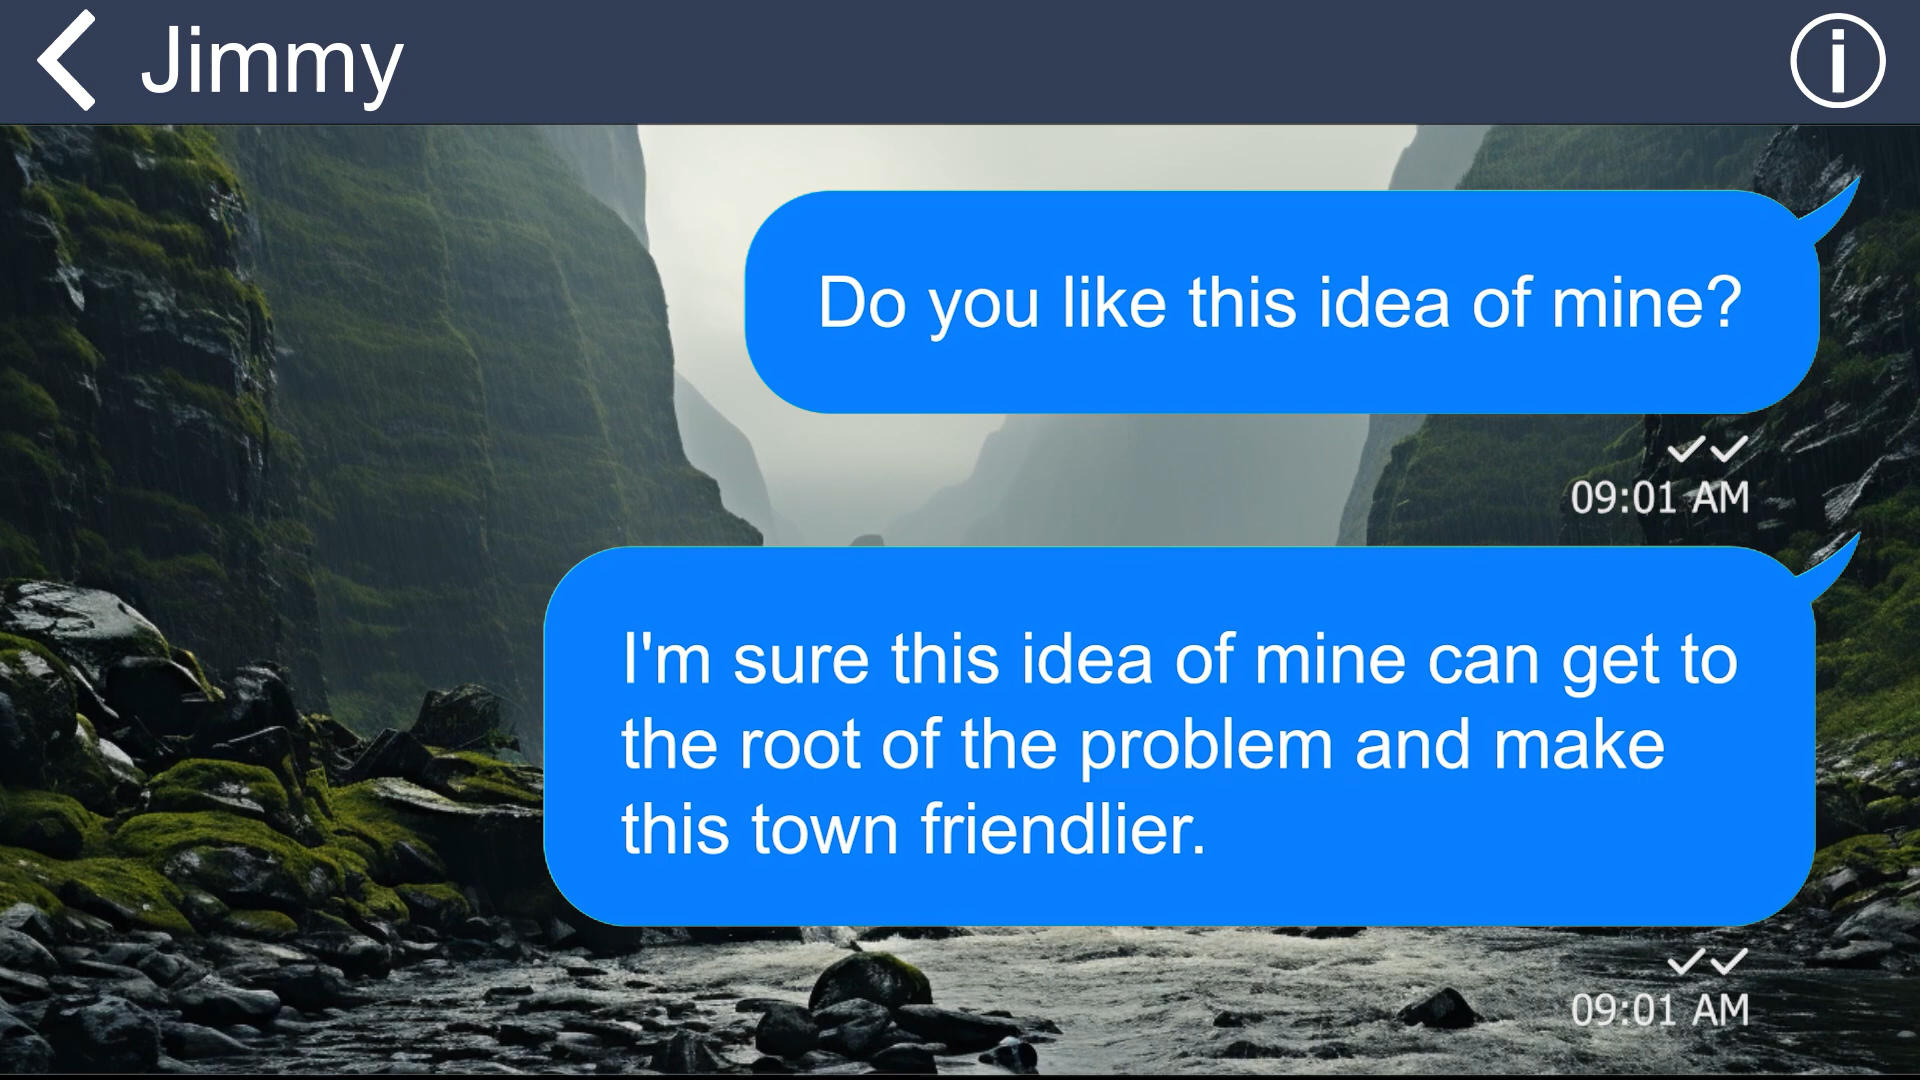 Jimmy
Do you like this idea of mine?
09:01 AM
I'm sure this idea of mine can get to
the root of the problem and make
this town friendlier.
09:01 AM